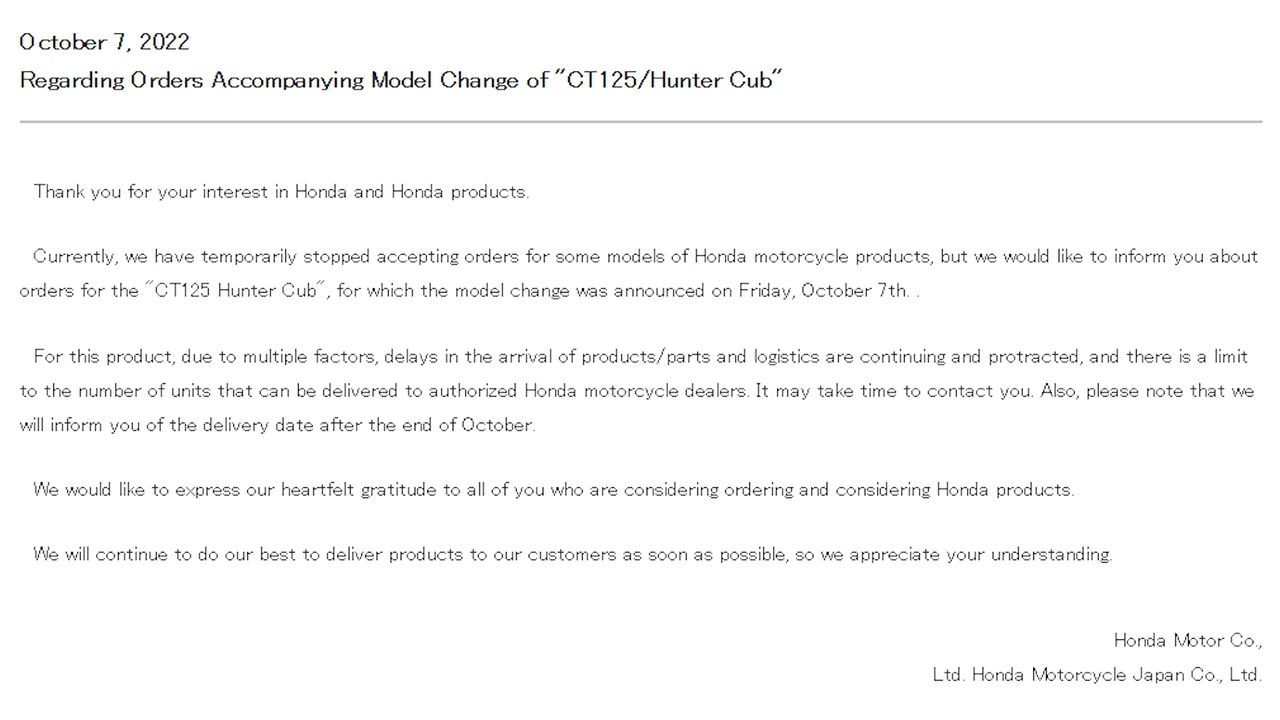 October 7, 2022
Regarding Orders Accompanying Model Change of "CT125/Hunter Cub"
Thank you for your interest in Honda and Honda products.
Currently, we have temporarily stopped accepting orders for some models of Honda motorcycle products, but we would like to inform you about
orders for the "CT125 Hunter Cub", for which the model change was announced on Friday, October 7th. .
For this product, due to multiple factors, delays in the arrival of products/parts and logistics are continuing and protracted, and there is a limit
to the number of units that can be delivered to authorized Honda motorcycle dealers. It may take time to contact you. Also, please note that we
will inform you of the delivery date after the end of October.
We would like to express our heartfelt gratitude to all of you who are considering ordering and considering Honda products.
We will continue to do our best to deliver products to our customers as soon as possible, so we appreciate your understanding.
Honda Motor Co.,
Ltd. Honda Motorcycle Japan Co., Ltd.